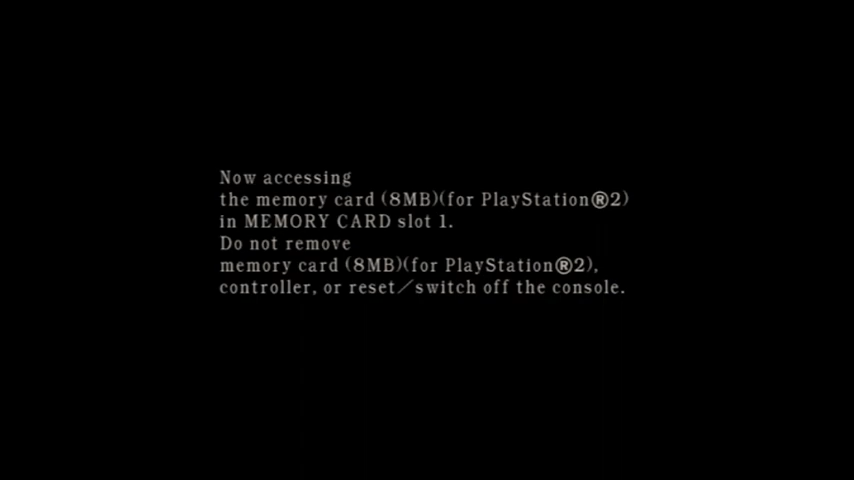 Now accessing
the memory card (8MB)(for PlayStation®2)
in MEMORY CARD slot 1.
Do not remove
memory card (8MB)(for PlayStation®2),
controller, or reset／switch off the console.